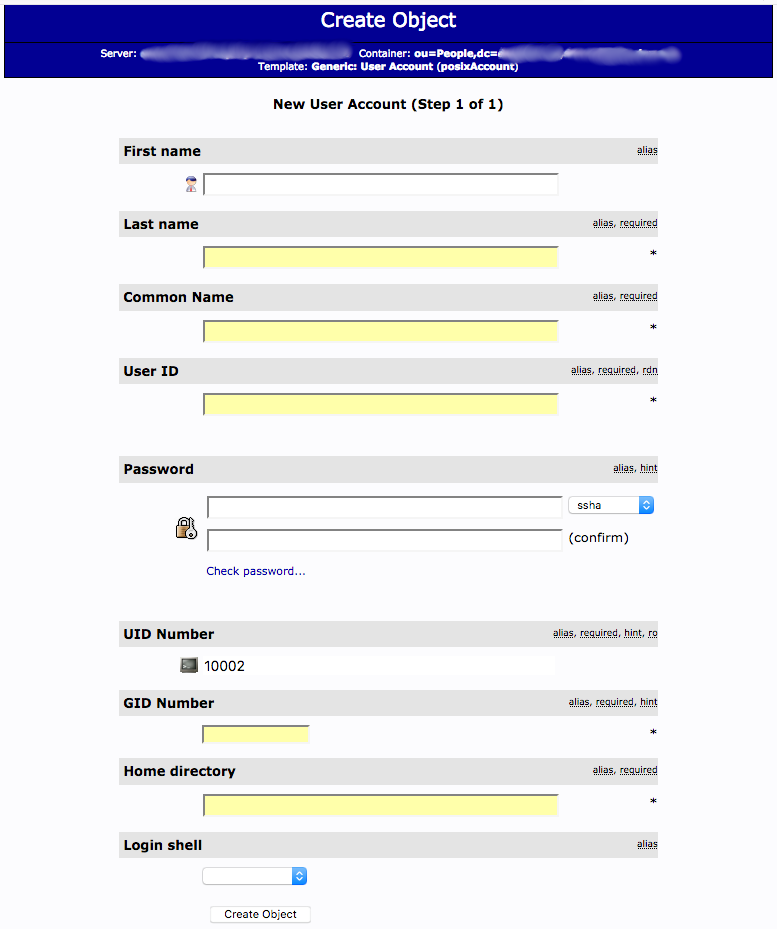 Create Object
Server: Container: ou=People,dc=
Template: Generic: User Account (posixAccount)
New User Account (Step 1 of 1)
First name alias
Last name alias, required
*
Common Name alias, required
*
User ID alias, required, rdn
*
Password alias, hint
ssha
(confirm)
Check password...
UID Number alias, required, hint, ro
10002
GID Number alias, required, hint
*
Home directory alias, required
*
Login shell alias
Create Object